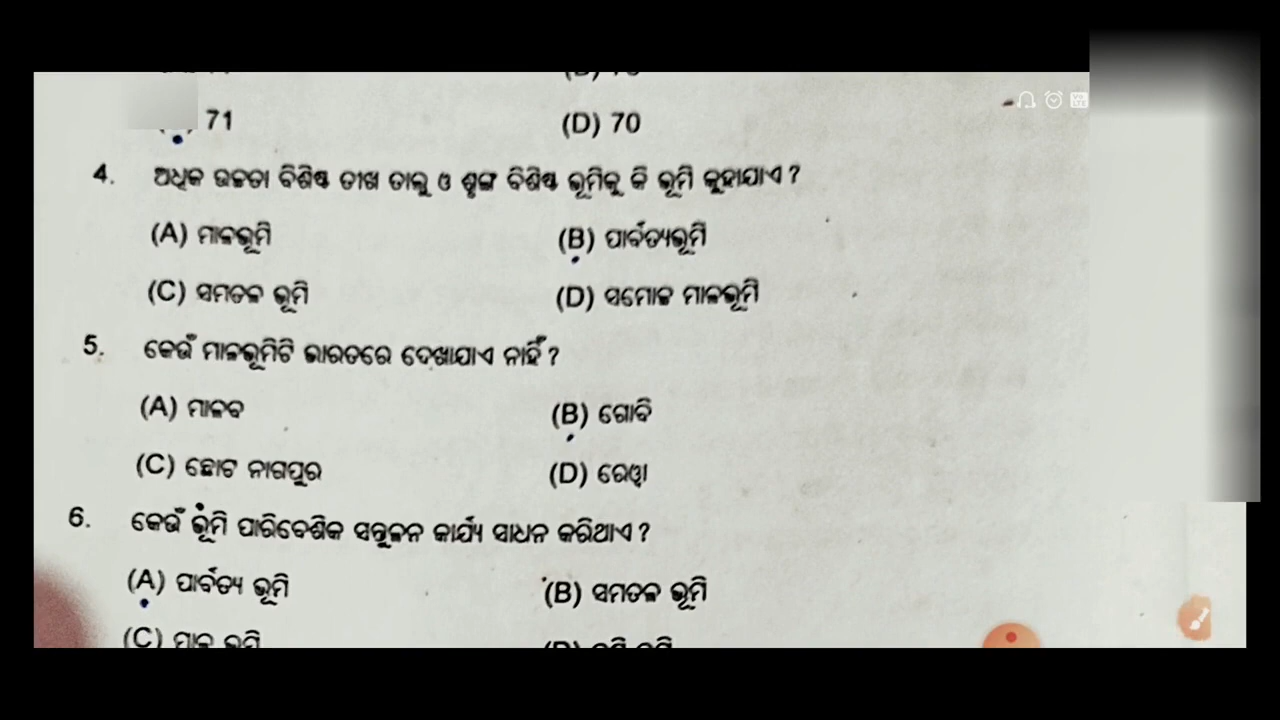 71 (D) 70
4. ଅଧିକ ଉଚ୍ଚତା ବିଶିଷ୍ଟ ତୀଖ ଢାଲୁ ଓ ଶୃଙ୍ଗ ବିଶିଷ୍ଟ ଭୂମିକୁ କି ଭୂମି କୁହାଯାଏ ?
(A) ମାଳଭୂମି (B) ପାର୍ବତ୍ୟଭୂମି
(C) ସମତଳ ଭୂମି (D) ସମୋଚ୍ଚ ମାଳଭୂମି
5. କେଉଁ ମାଳଭୂମିଟି ଭାରତରେ ଦେଖାଯାଏ ନାହିଁ ?
(A) ମାଳବ (B) ଗୋବି
(C) ଛୋଟ ନାଗପୁର (D) ରେୱା
6. କେଉଁ ଭୂମି ପାରିବେଶିକ ସନ୍ତୁଳନ କାର୍ଯ୍ୟ ସାଧନ କରିଥାଏ ?
(A) ପାର୍ବତ୍ୟ ଭୂମି (B) ସମତଳ ଭୂମି
(C) ମାଳ ଭୂମି